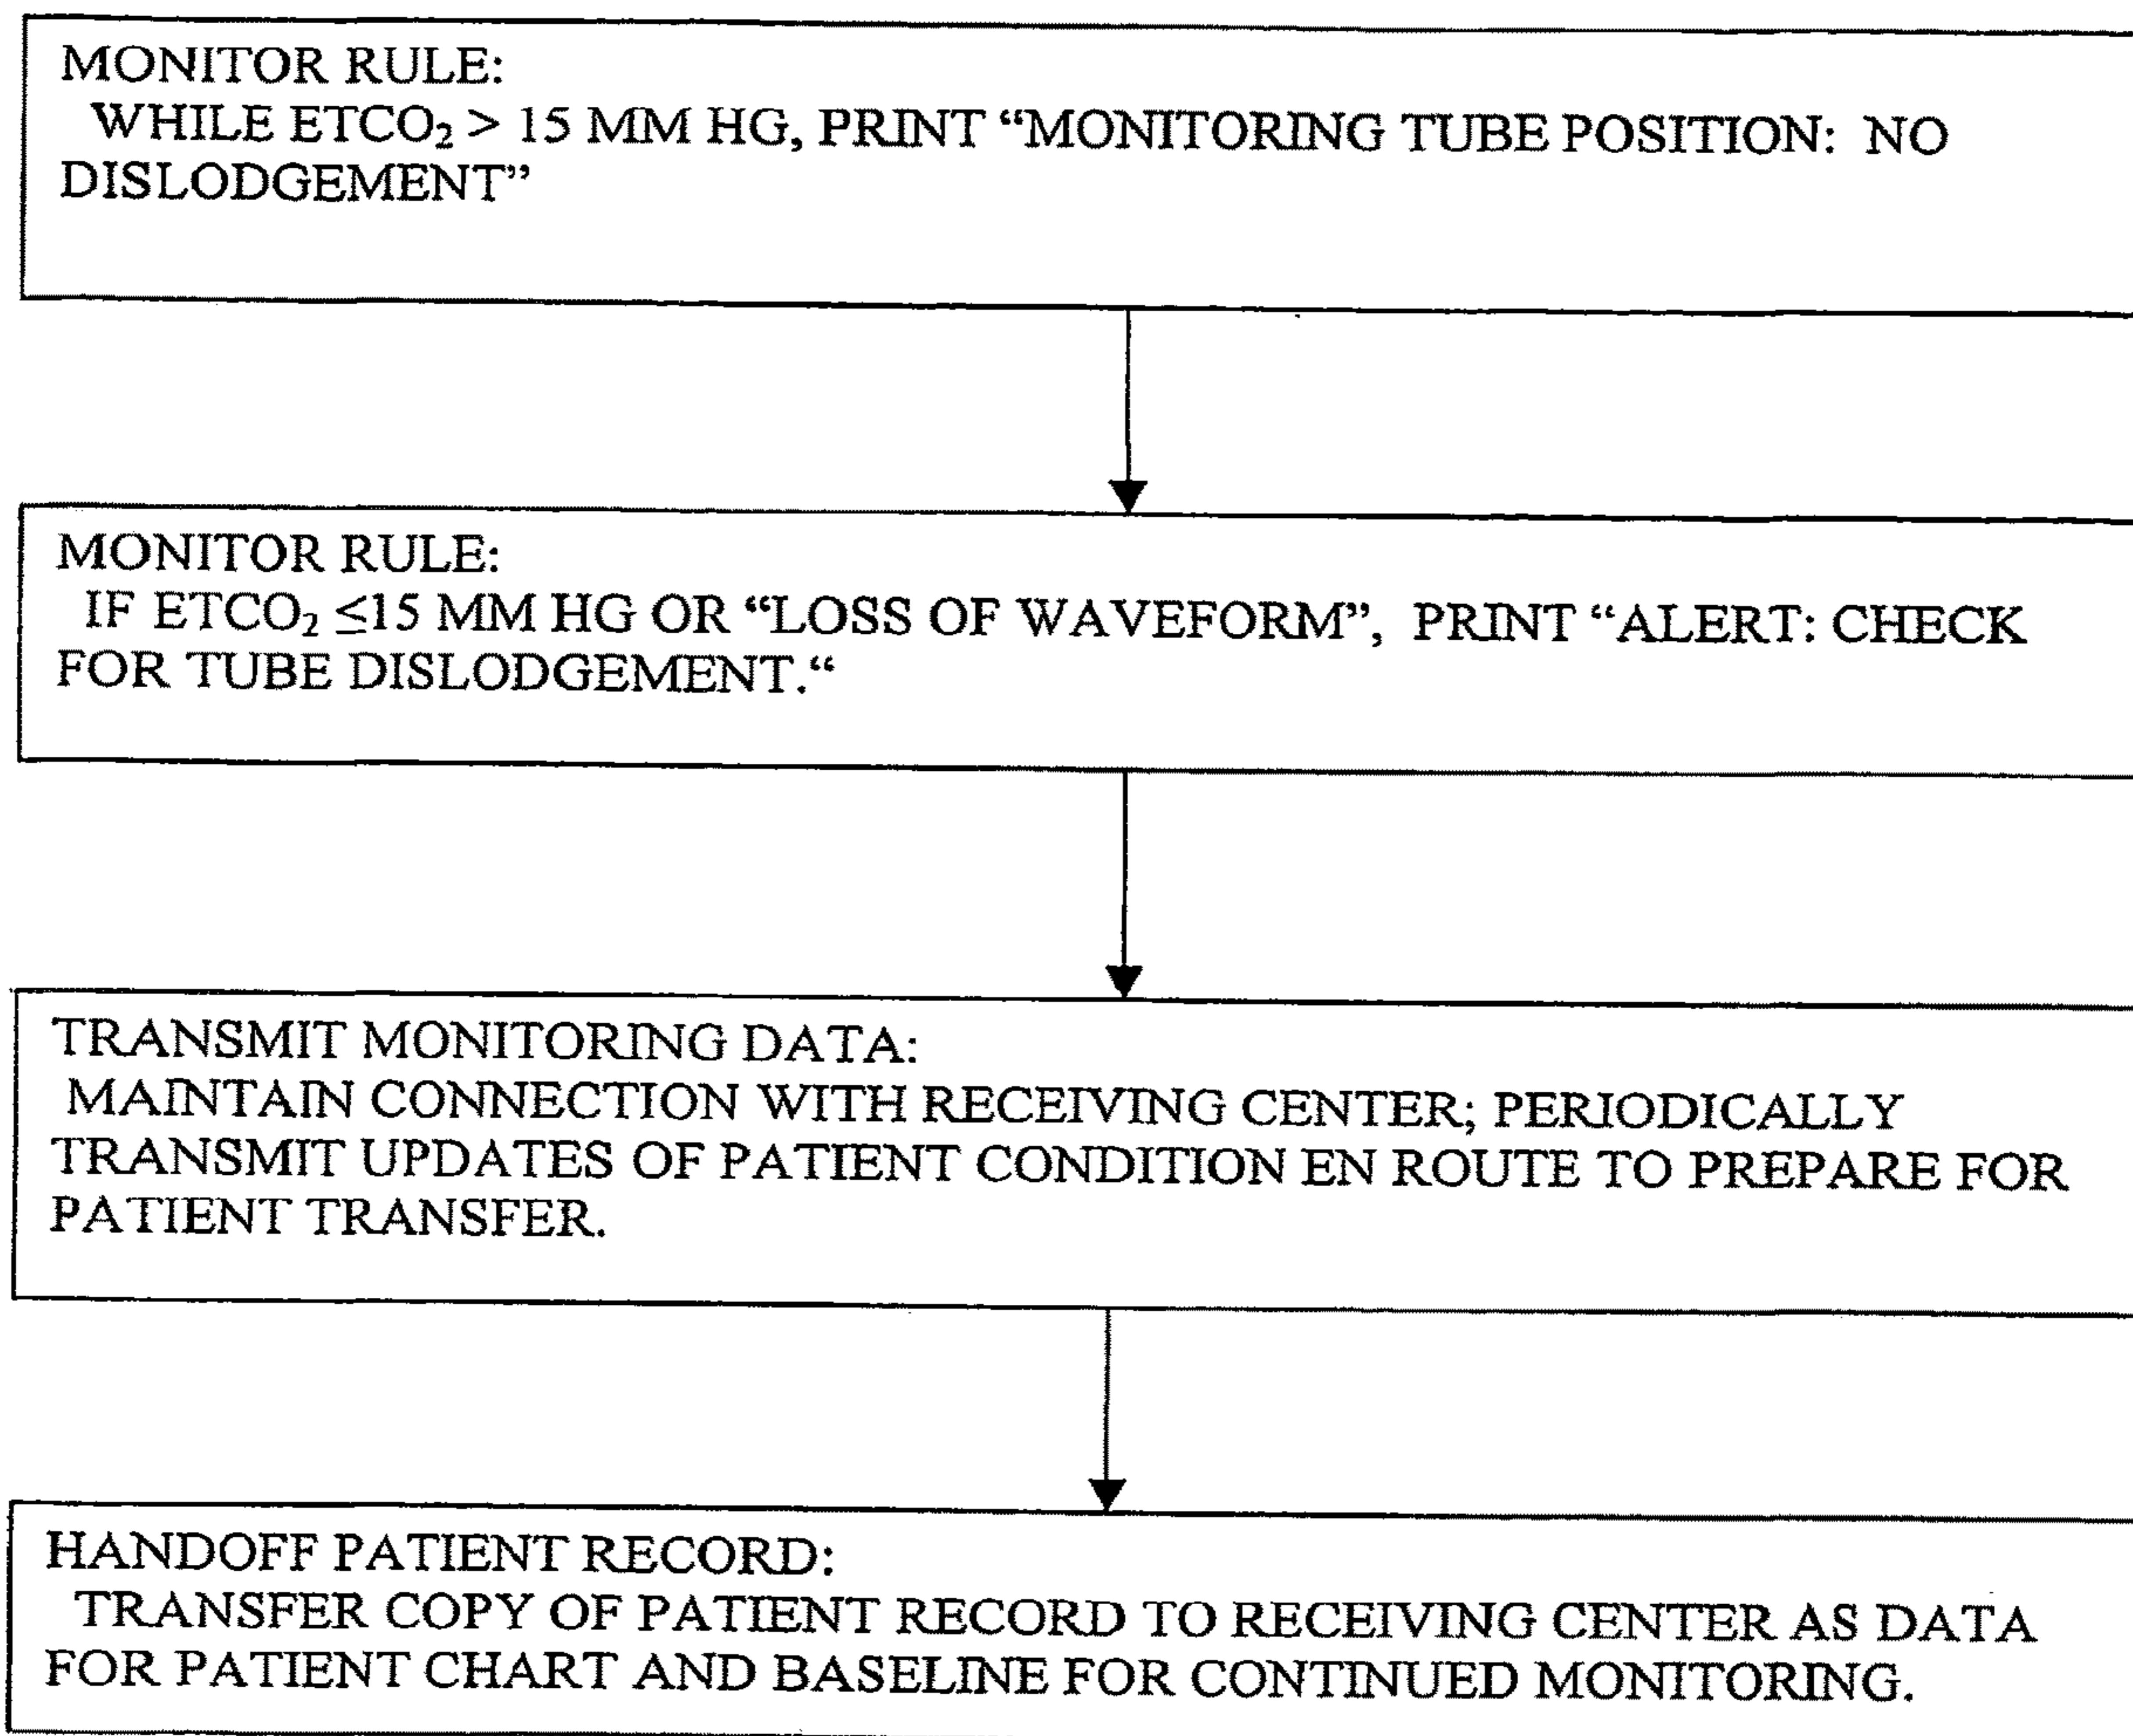 MONITOR RULE:
WHILE ETCO₂ > 15 MM HG, PRINT “MONITORING TUBE POSITION: NO
DISLODGEMENT”
MONITOR RULE:
IF ETCO₂ ≤15 MM HG OR “LOSS OF WAVEFORM”, PRINT “ALERT: CHECK
FOR TUBE DISLODGEMENT.“
TRANSMIT MONITORING DATA:
MAINTAIN CONNECTION WITH RECEIVING CENTER; PERIODICALLY
TRANSMIT UPDATES OF PATIENT CONDITION EN ROUTE TO PREPARE FOR
PATIENT TRANSFER.
HANDOFF PATIENT RECORD:
TRANSFER COPY OF PATIENT RECORD TO RECEIVING CENTER AS DATA
FOR PATIENT CHART AND BASELINE FOR CONTINUED MONITORING.